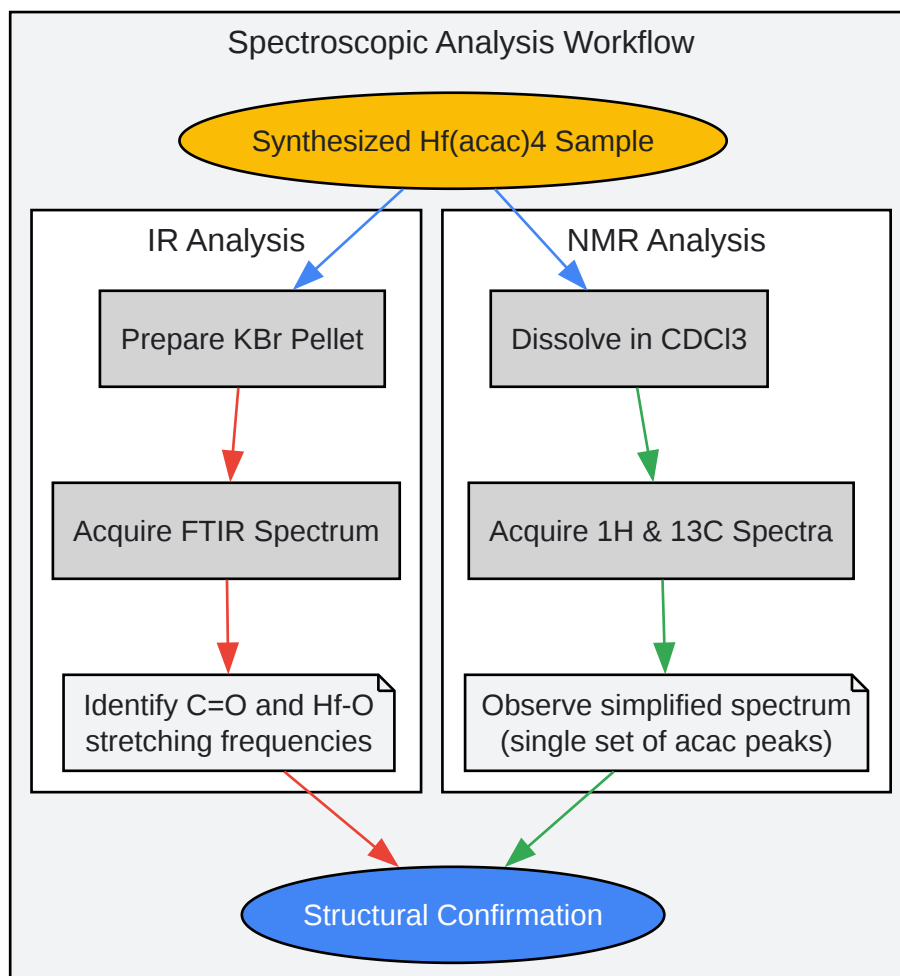 Spectroscopic Analysis Workflow
Synthesized Hf(acac)4 Sample
IR Analysis
Prepare KBr Pellet
Acquire FTIR Spectrum
Identify C=O and Hf-O
stretching frequencies
NMR Analysis
Dissolve in CDCl3
Acquire 1H & 13C Spectra
Observe simplified spectrum
(single set of acac peaks)
Structural Confirmation